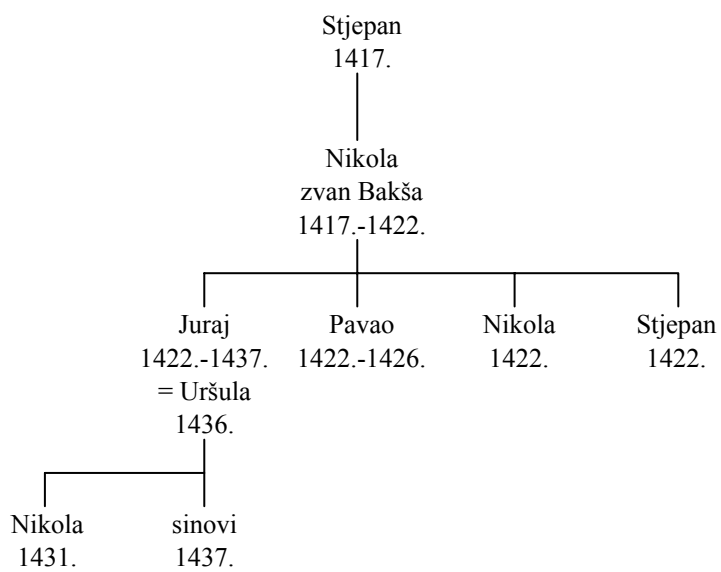 Stjepan
1417.
Nikola
zvan Bakša
1417.-1422.
Juraj Pavao Nikola Stjepan
1422.-1437. 1422.-1426. 1422. 1422.
= Uršula
1436.
Nikola sinovi
1431. 1437.